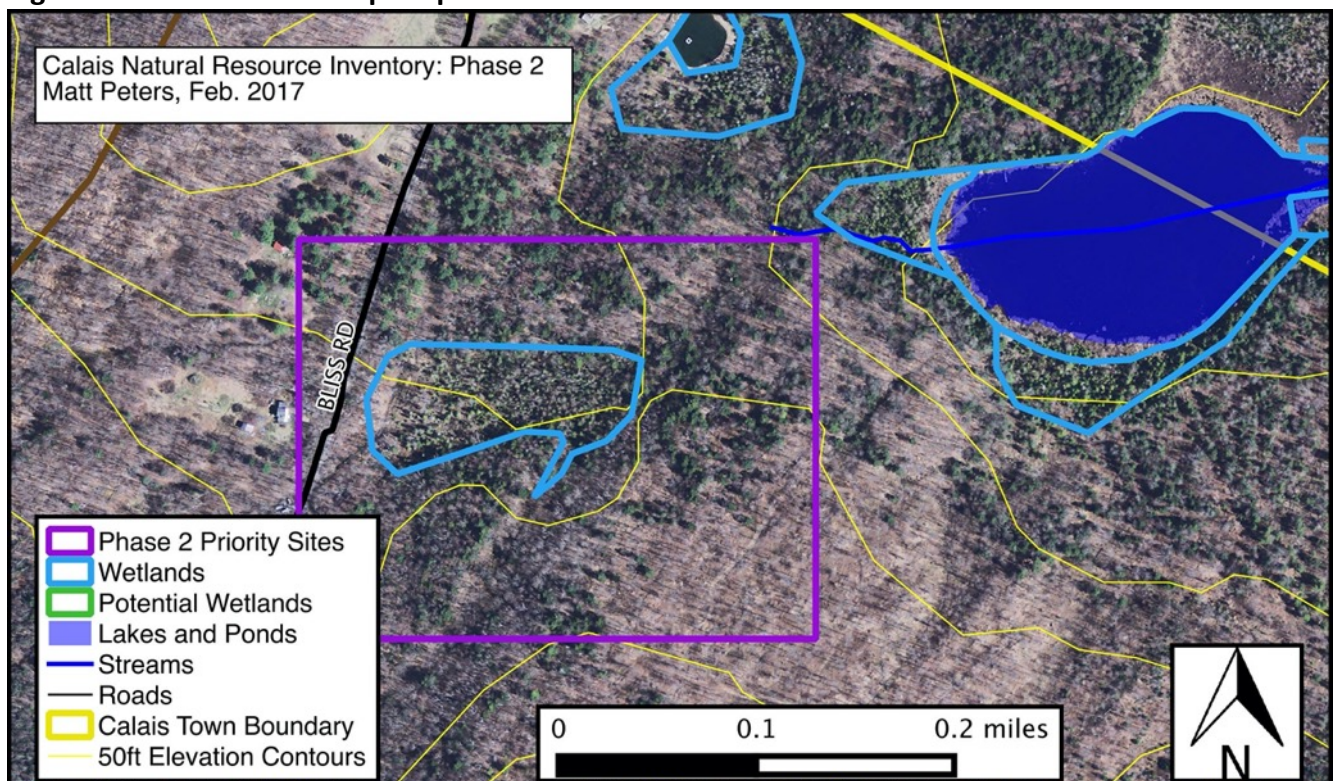 Calais Natural Resource Inventory: Phase 2
Matt Peters, Feb. 2017
BLISS RD
Phase 2 Priority Sites
Wetlands
Potential Wetlands
Lakes and Ponds
Streams
Roads
Calais Town Boundary
50ft Elevation Contours
0 0.1 0.2 miles
N